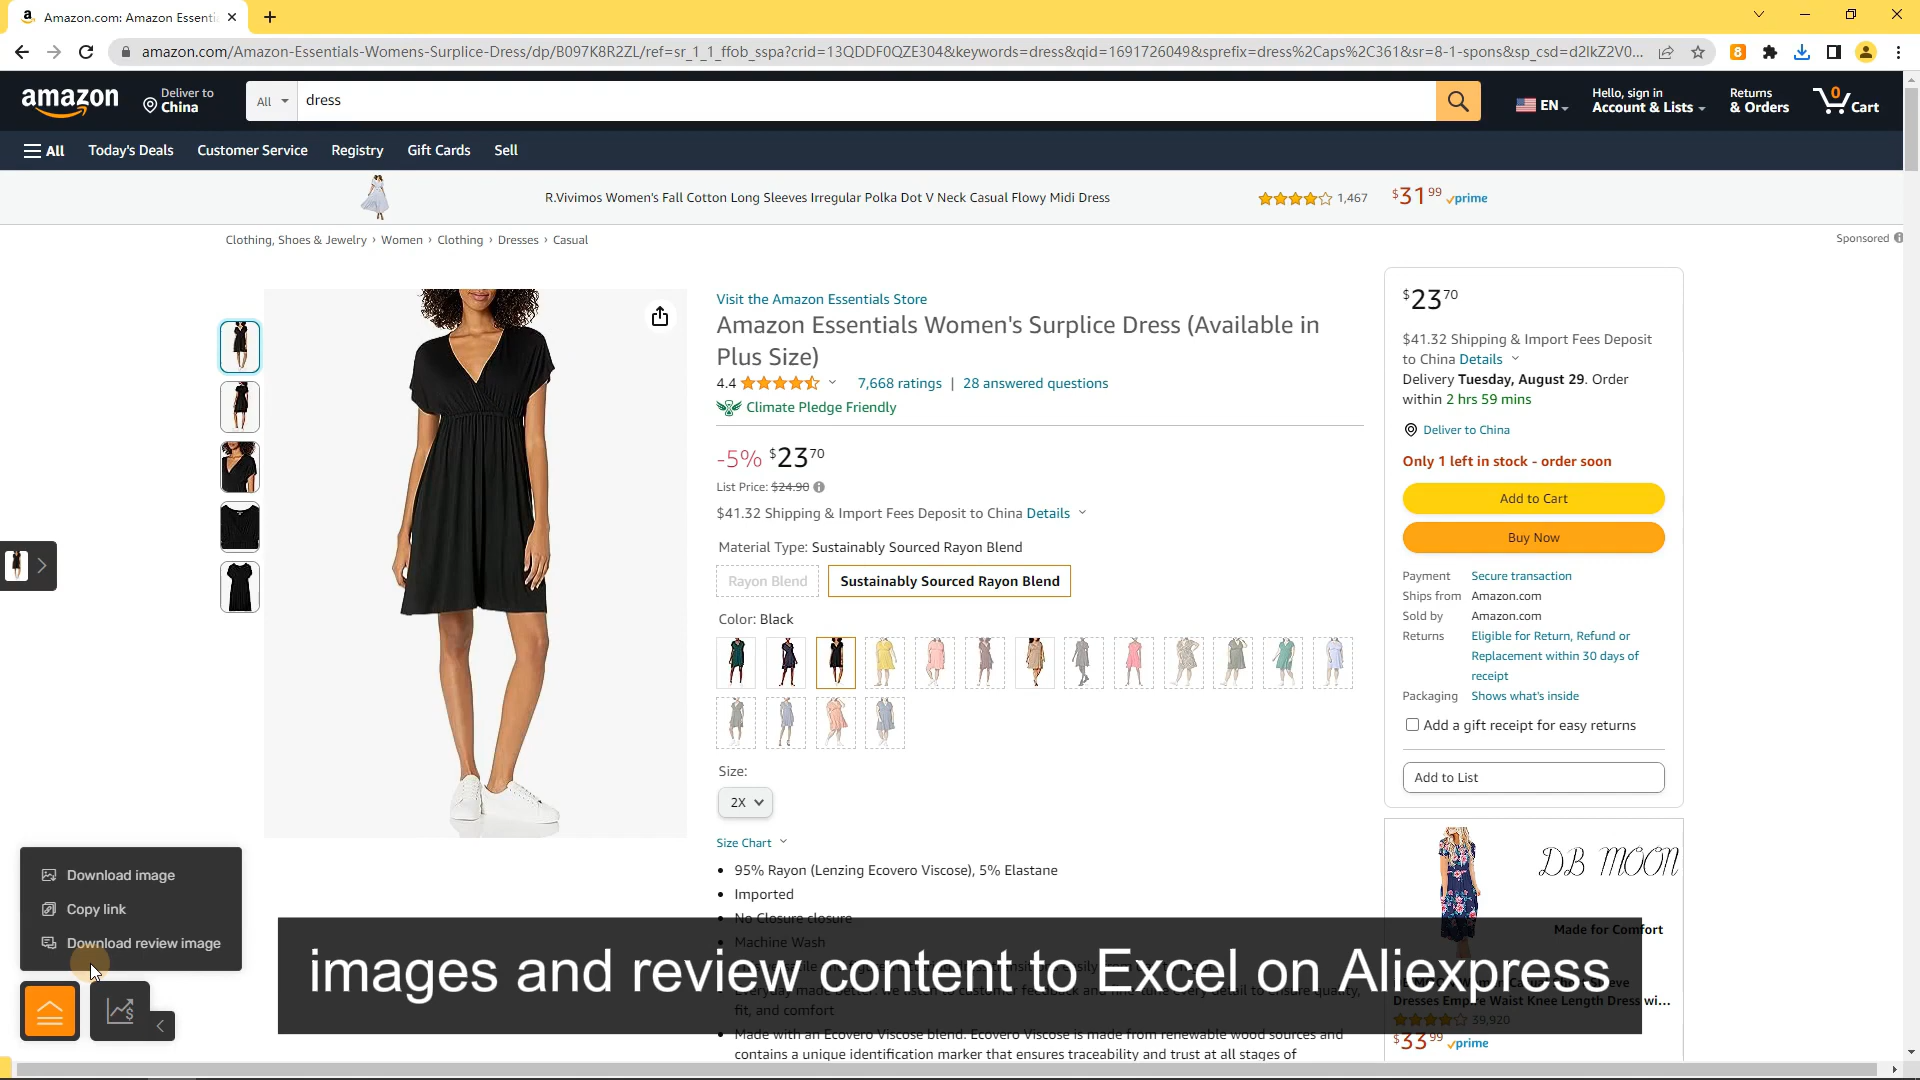 Amazon.com: Amazon Essenti
amazon.com/Amazon-Essentials-Womens-Surplice-Dress/dp/B097K8R2ZL/ref=sr_1_1_ffob_sspa?crid=13QDDF0QZE304&keywords=dress&qid=1691726049&sprefix=dress%2Caps%2C361&sr=8-1-spons&sp_csd=d2lkZ2V0...
amazon
Deliver to
China
All
dress
EN
Hello, sign in
Account & Lists
Returns
& Orders
0
Cart
All
Today's Deals
Customer Service
Registry
Gift Cards
Sell
R.Vivimos Women's Fall Cotton Long Sleeves Irregular Polka Dot V Neck Casual Flowy Midi Dress
1,467
$31 99
prime
Clothing, Shoes & Jewelry › Women › Clothing › Dresses › Casual
Sponsored
Visit the Amazon Essentials Store
Amazon Essentials Women's Surplice Dress (Available in
Plus Size)
4.4
7,668 ratings | 28 answered questions
Climate Pledge Friendly
-5% $23 70
List Price: $24.90
$41.32 Shipping & Import Fees Deposit to China Details
Material Type: Sustainably Sourced Rayon Blend
Rayon Blend
Sustainably Sourced Rayon Blend
Color: Black
Size:
2X
Size Chart
• 95% Rayon (Lenzing Ecovero Viscose), 5% Elastane
• Imported
• No Closure closure
• Machine Wash
fit, and comfort
• Made with an Ecovero Viscose blend. Ecovero Viscose is made from renewable wood sources and
contains a unique identification marker that ensures traceability and trust at all stages of
$23 70
$41.32 Shipping & Import Fees Deposit
to China Details
Delivery Tuesday, August 29. Order
within 2 hrs 59 mins
Deliver to China
Only 1 left in stock - order soon
Add to Cart
Buy Now
Payment Secure transaction
Ships from Amazon.com
Sold by Amazon.com
Returns Eligible for Return, Refund or
Replacement within 30 days of
receipt
Packaging Shows what's inside
Add a gift receipt for easy returns
Add to List
DB MOON
Made for Comfort
Dresses Empire Waist Knee Length Dress wi...
39,920
$33 99
prime
Download image
Copy link
Download review image
images and review content to Excel on Aliexpress